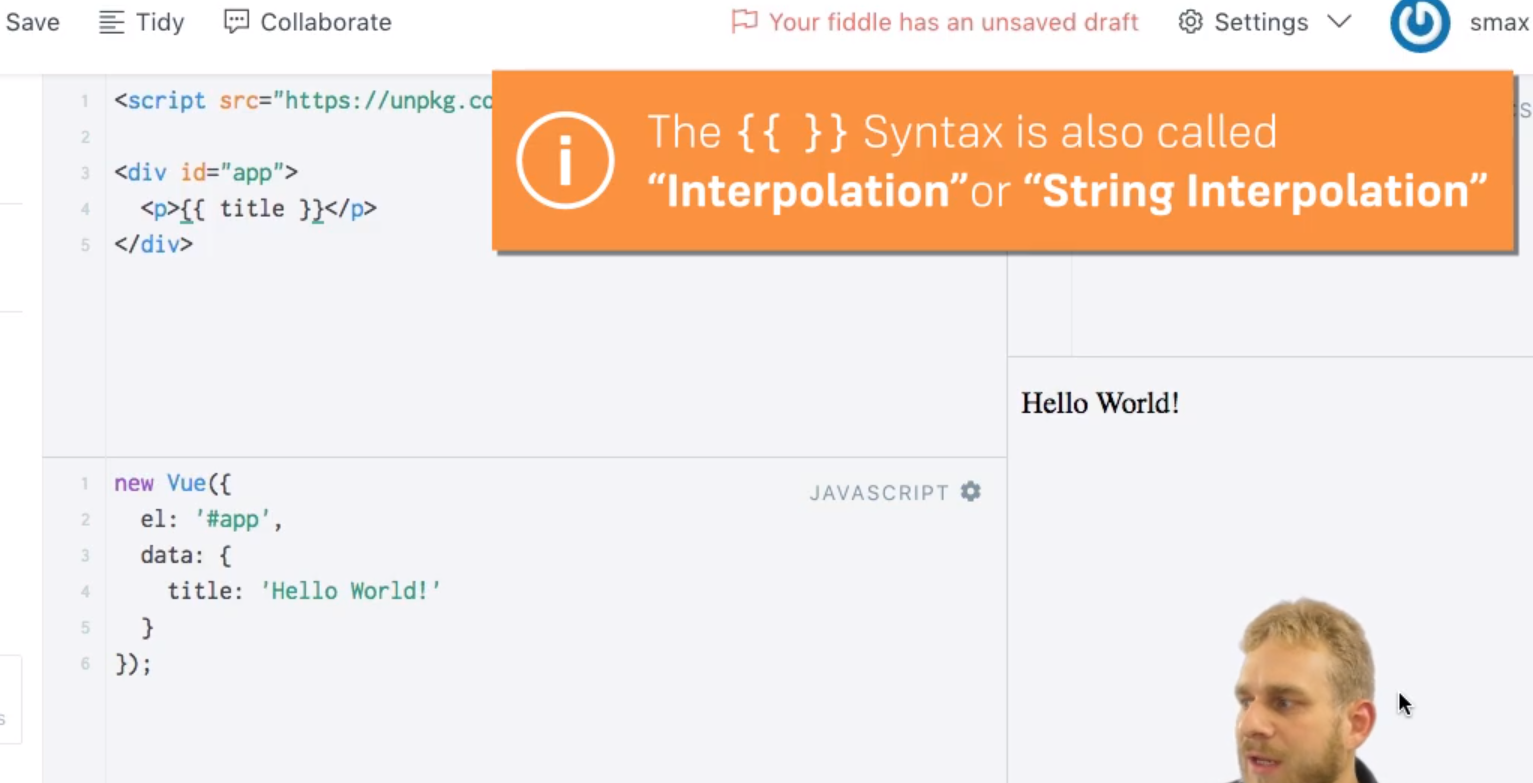 Save Tidy Collaborate Your fiddle has an unsaved draft Settings smax
1 <script src="https://unpkg.co
2
3 <div id="app">
4 <p>{{ title }}</p>
5 </div>
The {{ }} Syntax is also called
“Interpolation”or “String Interpolation”
Hello World!
JAVASCRIPT
1 new Vue({
2 el: '#app',
3 data: {
4 title: 'Hello World!'
5 }
6 });